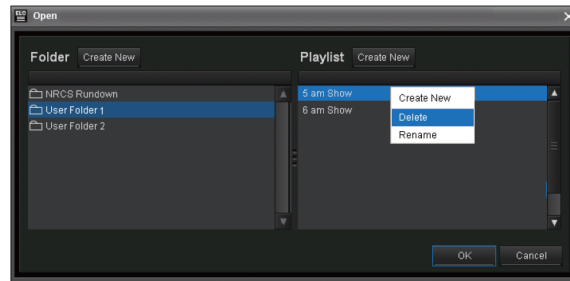 ELC Open
Folder Create New
Playlist Create New
NRCS Rundown
User Folder 1
User Folder 2
5 am Show
6 am Show
Create New
Delete
Rename
OK Cancel